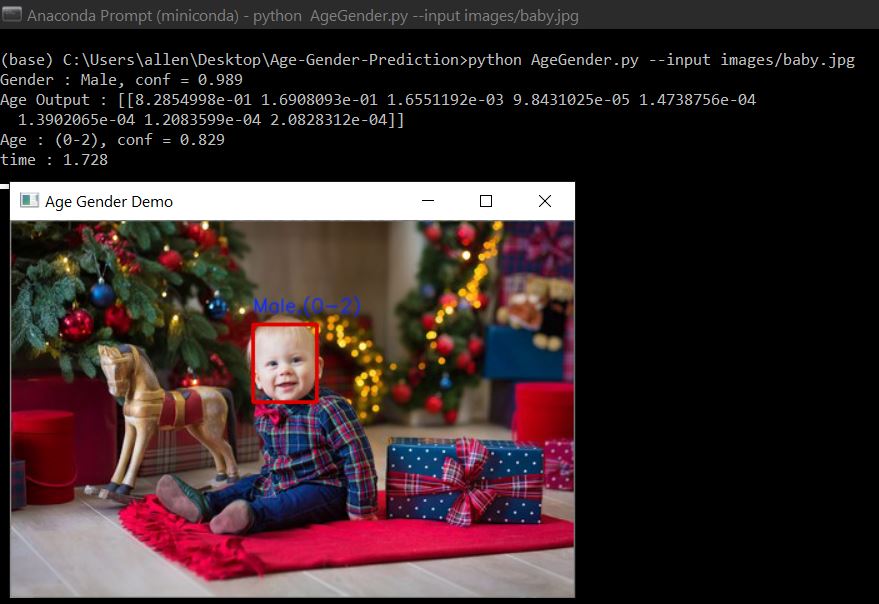 Anaconda Prompt (miniconda) - python  AgeGender.py --input images/baby.jpg
(base) C:\Users\allen\Desktop\Age-Gender-Prediction>python AgeGender.py --input images/baby.jpg
Gender : Male, conf = 0.989
Age Output : [[8.2854998e-01 1.6908093e-01 1.6551192e-03 9.8431025e-05 1.4738756e-04
  1.3902065e-04 1.2083599e-04 2.0828312e-04]]
Age : (0-2), conf = 0.829
time : 1.728
Age Gender Demo
Male,(0-2)